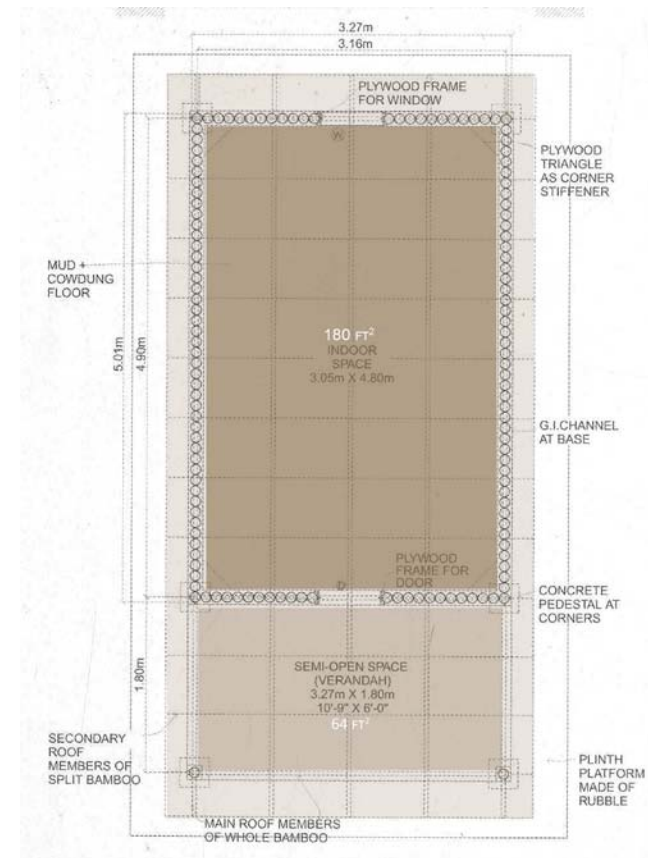 3.27m
3.16m
PLYWOOD FRAME
FOR WINDOW
W
PLYWOOD
TRIANGLE
AS CORNER
STIFFENER
MUD +
COWDUNG
FLOOR
5.01m
4.90m
180 FT²
INDOOR
SPACE
3.05m X 4.80m
G.I.CHANNEL
AT BASE
PLYWOOD
FRAME FOR
DOOR
D
CONCRETE
PEDESTAL AT
CORNERS
1.80m
SEMI-OPEN SPACE
(VERANDAH)
3.27m X 1.80m
10'-9" X 6'-0"
64 FT²
SECONDARY
ROOF
MEMBERS OF
SPLIT BAMBOO
PLINTH
PLATFORM
MADE OF
RUBBLE
MAIN ROOF MEMBERS
OF WHOLE BAMBOO